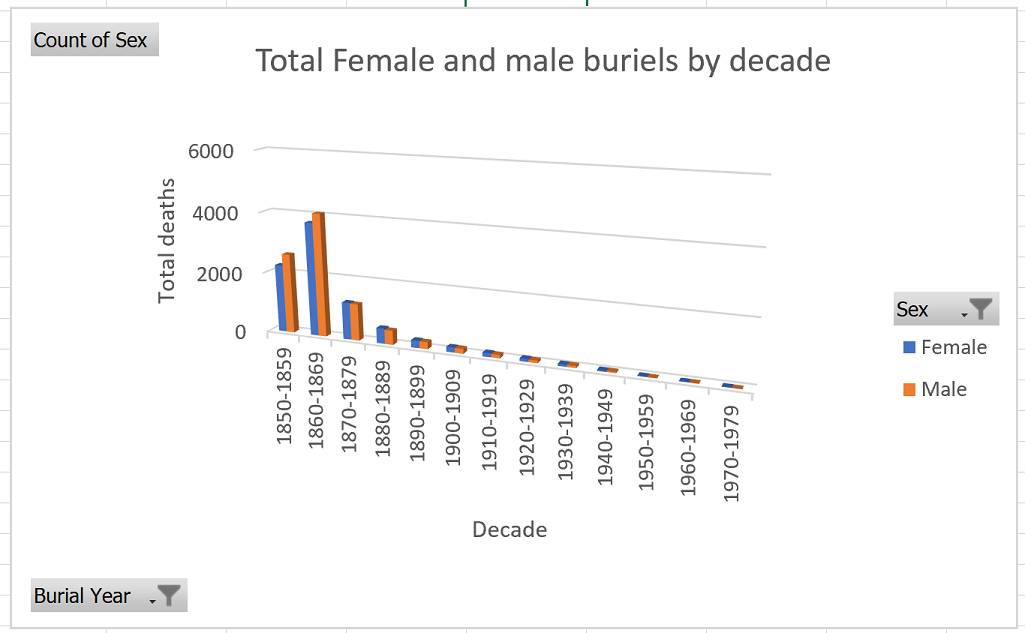 Count of Sex
Total Female and male buriels by decade
6000
4000
2000
0
Total deaths
1850-1859
1860-1869
1870-1879
1880-1889
1890-1899
1900-1909
1910-1919
1920-1929
1930-1939
1940-1949
1950-1959
1960-1969
1970-1979
Decade
Sex
Female
Male
Burial Year